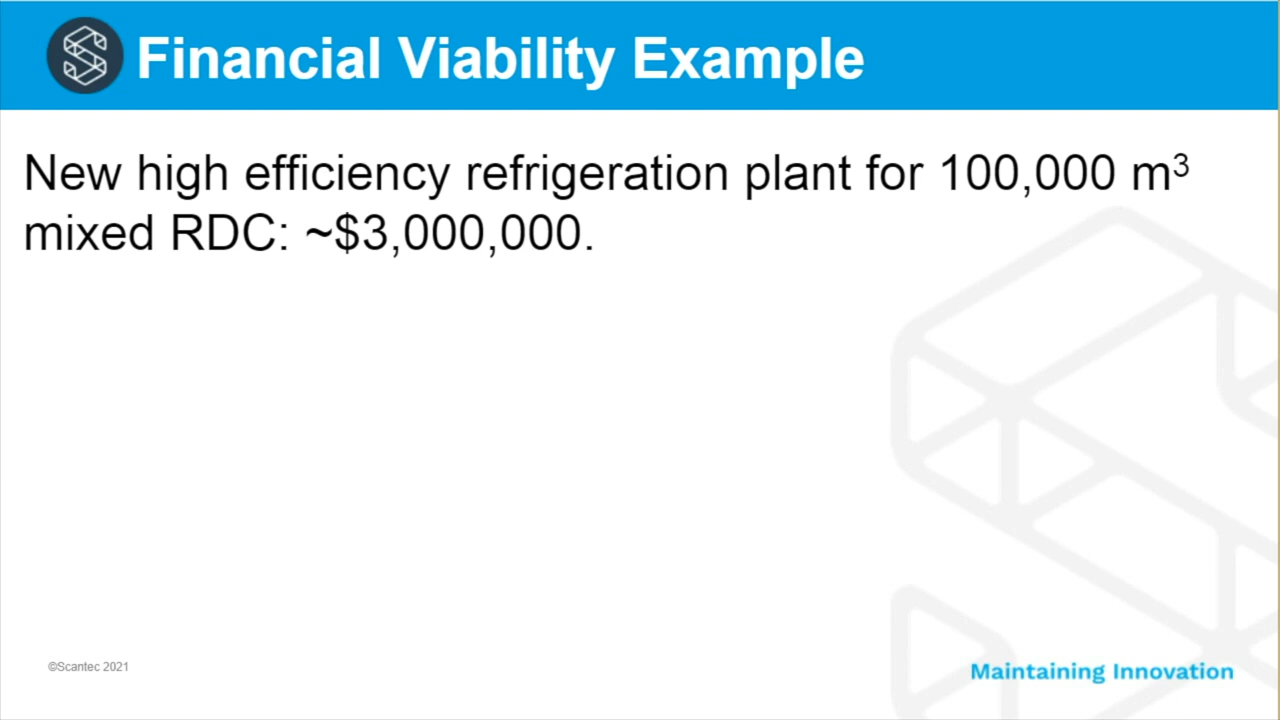 Financial Viability Example
New high efficiency refrigeration plant for 100,000 m³
mixed RDC: ~$3,000,000.
©Scantec 2021
Maintaining Innovation